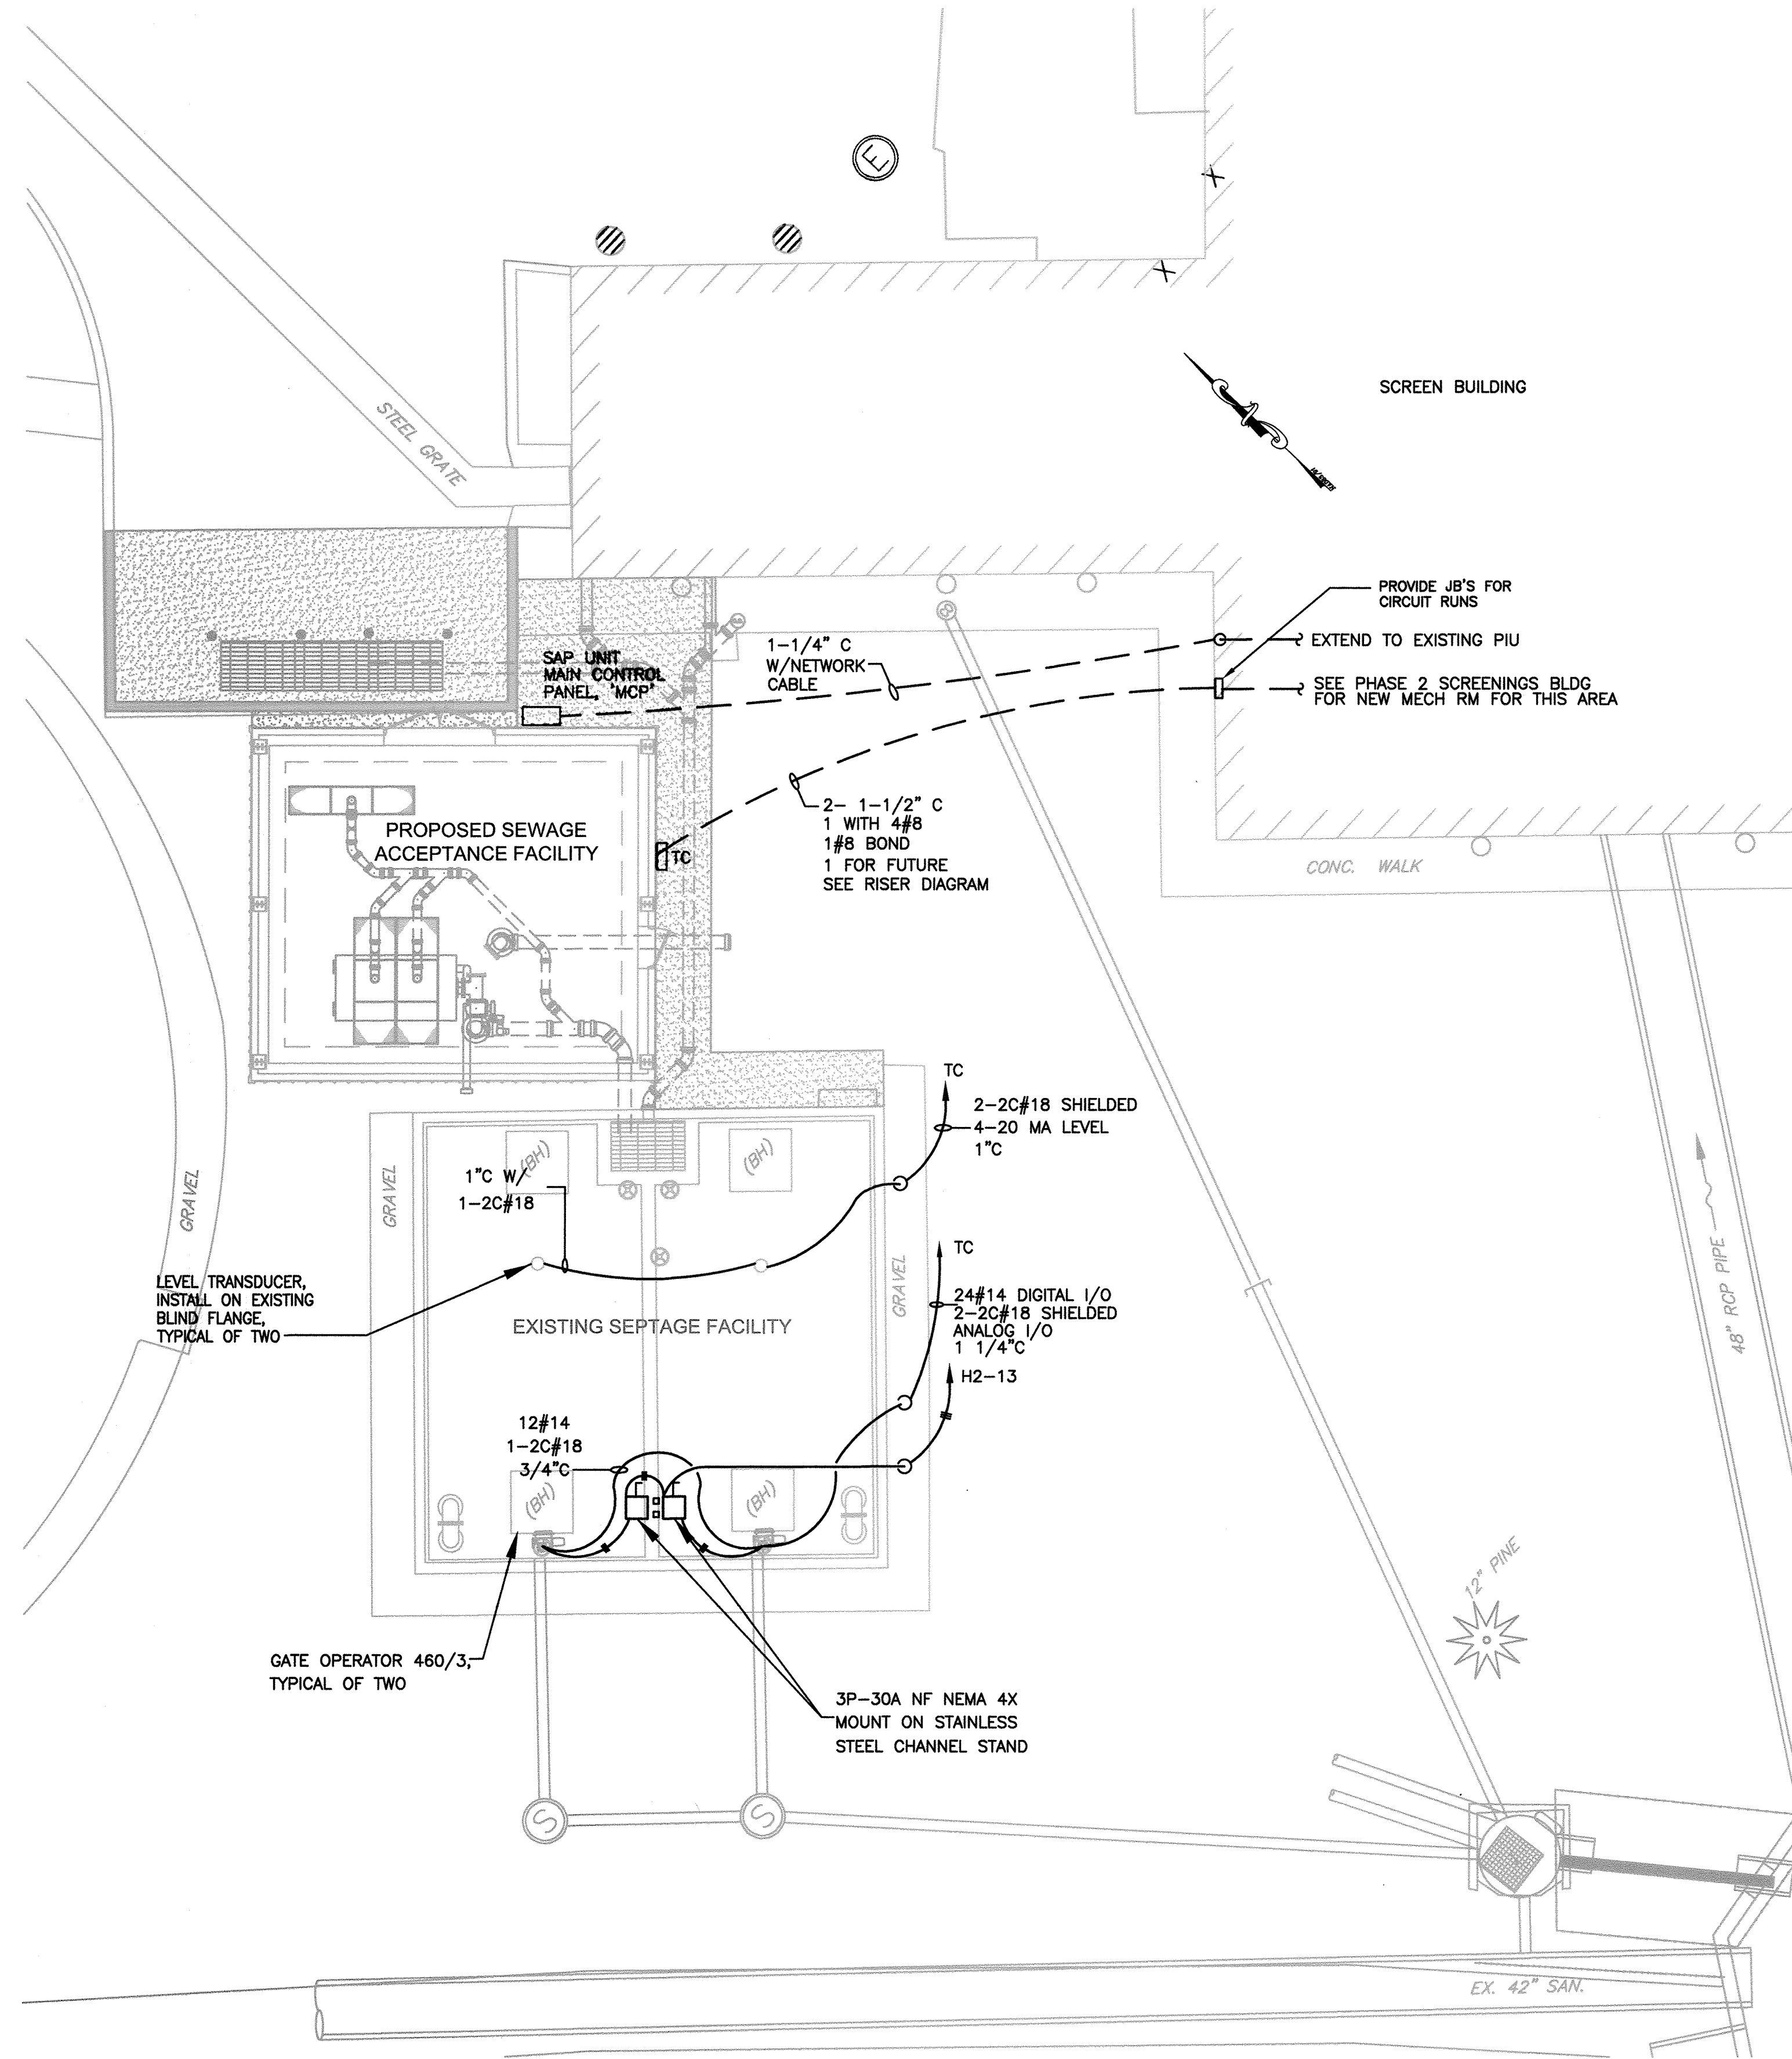 E
X
X
SCREEN BUILDING
STEEL GRATE
PROVIDE JB'S FOR
CIRCUIT RUNS
EXTEND TO EXISTING PIU
SEE PHASE 2 SCREENINGS BLDG
FOR NEW MECH RM FOR THIS AREA
1-1/4" C
W/NETWORK
CABLE
SAP UNIT
MAIN CONTROL
PANEL, 'MCP'
2- 1-1/2" C
1 WITH 4#8
1#8 BOND
1 FOR FUTURE
SEE RISER DIAGRAM
PROPOSED SEWAGE
ACCEPTANCE FACILITY
TC
CONC. WALK
TC
2-2C#18 SHIELDED
4-20 MA LEVEL
1"C
(BH)
(BH)
1"C W/
1-2C#18
GRAVEL
GRAVEL
GRAVEL
48" RCP PIPE
TC
24#14 DIGITAL I/O
2-2C#18 SHIELDED
ANALOG I/O
1 1/4"C
H2-13
LEVEL TRANSDUCER,
INSTALL ON EXISTING
BLIND FLANGE,
TYPICAL OF TWO
EXISTING SEPTAGE FACILITY
12#14
1-2C#18
3/4"C
(BH)
(BH)
12" PINE
GATE OPERATOR 460/3,
TYPICAL OF TWO
3P-30A NF NEMA 4X
MOUNT ON STAINLESS
STEEL CHANNEL STAND
S
S
EX. 42" SAN.